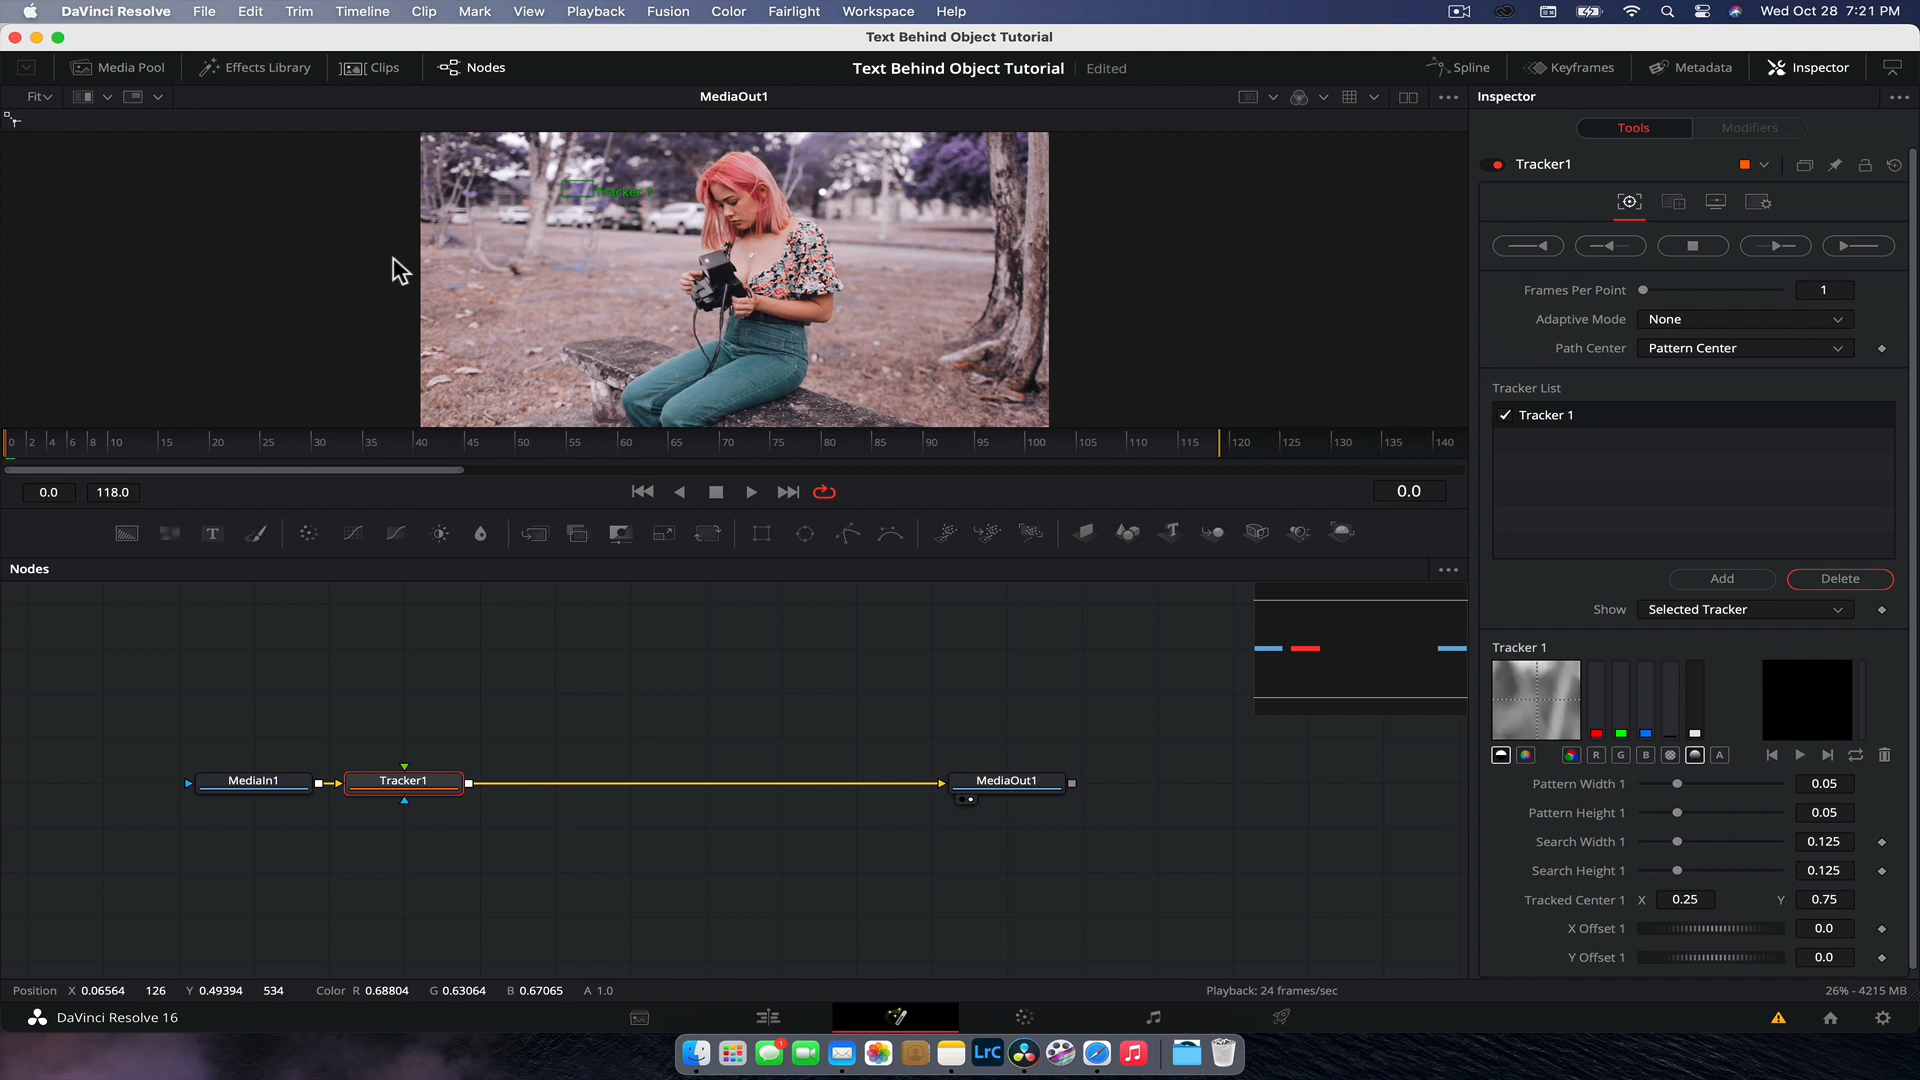 DaVinci Resolve File Edit Trim Timeline Clip Mark View Playback Fusion Color Fairlight Workspace Help Wed Oct 28 7:21 PM
Text Behind Object Tutorial
Media Pool Effects Library Clips Nodes Text Behind Object Tutorial Edited Spline Keyframes Metadata Inspector
Fit MediaOut1 Inspector
Tools Modifiers
Tracker1
Tracker 1
Frames Per Point 1
Adaptive Mode None
Path Center Pattern Center
Tracker List
Tracker 1
0 2 4 6 8 10 15 20 25 30 35 40 45 50 55 60 65 70 75 80 85 90 95 100 105 110 115 120 125 130 135 140
0.0 118.0 0.0
T T
Nodes
Add Delete
Show Selected Tracker
Tracker 1
R G B A
MediaIn1 Tracker1 MediaOut1
Pattern Width 1 0.05
Pattern Height 1 0.05
Search Width 1 0.125
Search Height 1 0.125
Tracked Center 1 X 0.25 Y 0.75
X Offset 1 0.0
Y Offset 1 0.0
Position X 0.06564 126 Y 0.49394 534 Color R 0.68804 G 0.63064 B 0.67065 A 1.0 Playback: 24 frames/sec 26% - 4215 MB
DaVinci Resolve 16
1
LrC